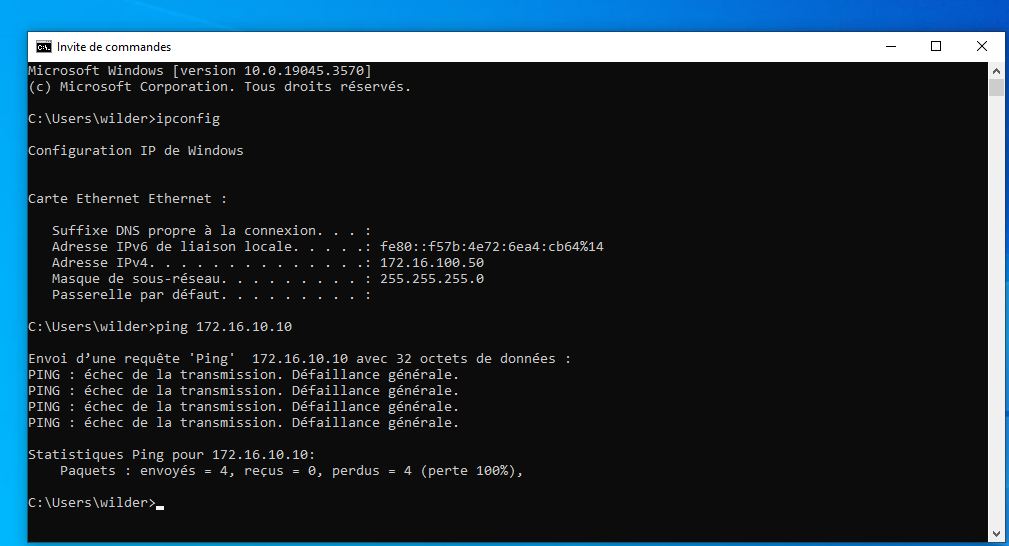 Invite de commandes
Microsoft Windows [version 10.0.19045.3570]
(c) Microsoft Corporation. Tous droits réservés.
C:\Users\wilder>ipconfig
Configuration IP de Windows
Carte Ethernet Ethernet :
Suffixe DNS propre à la connexion. . . :
Adresse IPv6 de liaison locale. . . . .: fe80::f57b:4e72:6ea4:cb64%14
Adresse IPv4. . . . . . . . . . . . . .: 172.16.100.50
Masque de sous-réseau. . . . . . . . . : 255.255.255.0
Passerelle par défaut. . . . . . . . . :
C:\Users\wilder>ping 172.16.10.10
Envoi d’une requête 'Ping'  172.16.10.10 avec 32 octets de données :
PING : échec de la transmission. Défaillance générale.
PING : échec de la transmission. Défaillance générale.
PING : échec de la transmission. Défaillance générale.
PING : échec de la transmission. Défaillance générale.
Statistiques Ping pour 172.16.10.10:
Paquets : envoyés = 4, reçus = 0, perdus = 4 (perte 100%),
C:\Users\wilder>